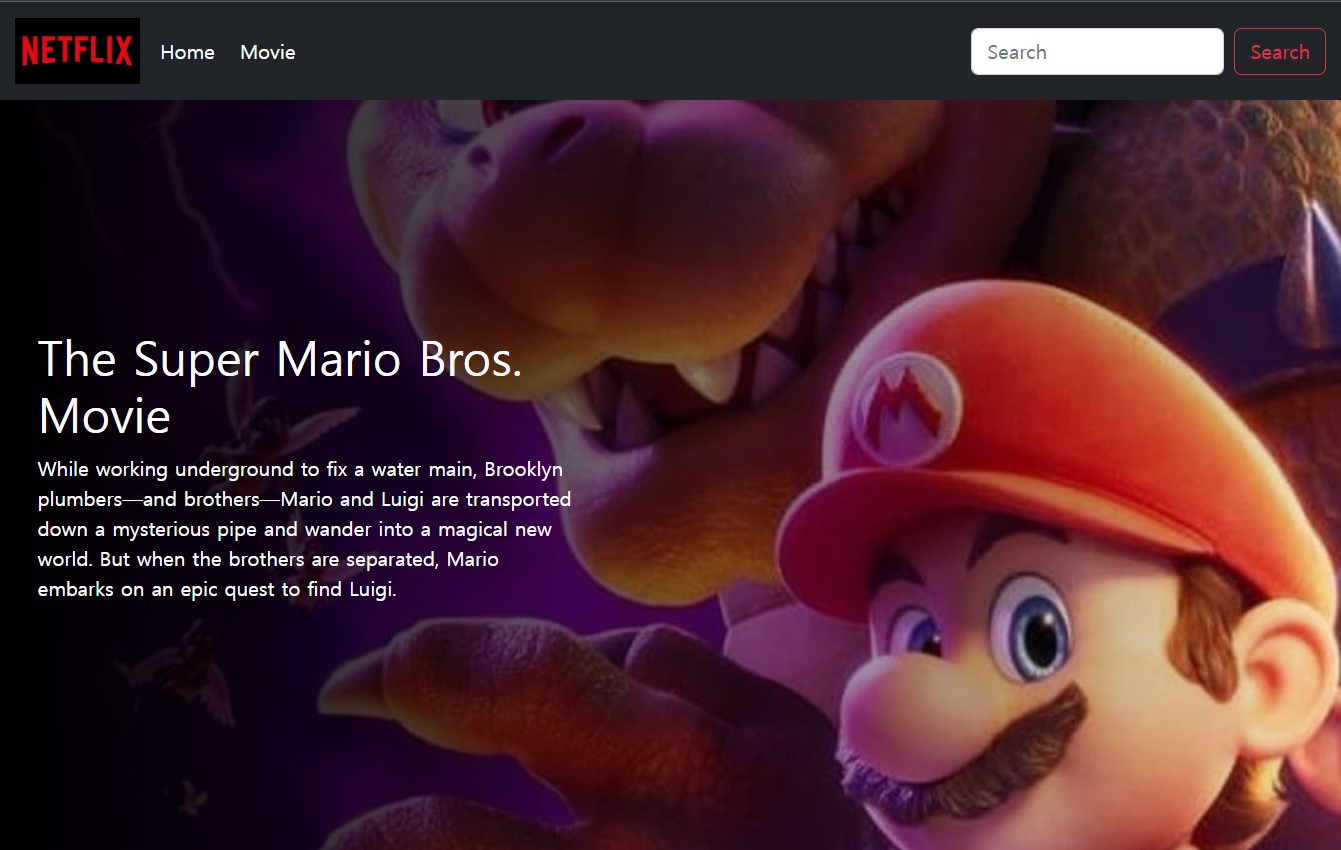 NETFLIX
Home
Movie
Search
Search
The Super Mario Bros.
Movie
While working underground to fix a water main, Brooklyn
plumbers—and brothers—Mario and Luigi are transported
down a mysterious pipe and wander into a magical new
world. But when the brothers are separated, Mario
embarks on an epic quest to find Luigi.
M